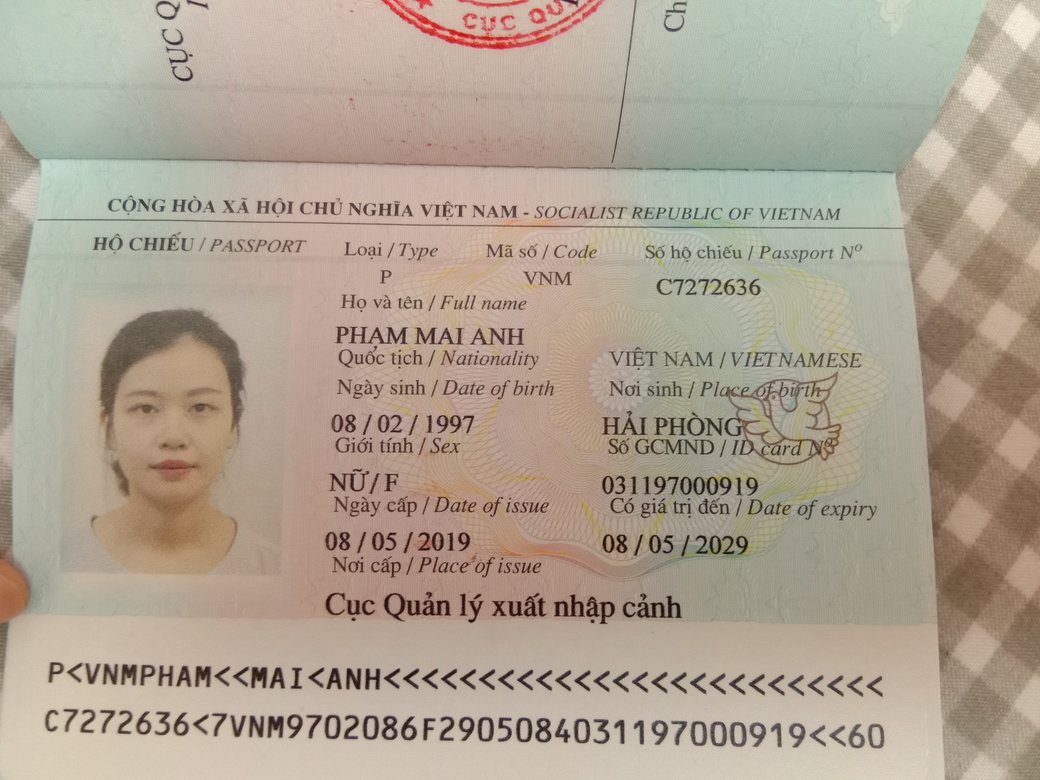 CỤC QU
CỤC Q
Ch
CỘNG HÒA XÃ HỘI CHỦ NGHĨA VIỆT NAM - SOCIALIST REPUBLIC OF VIETNAM
HỘ CHIẾU / PASSPORT
Loại / Type Mã số / Code Số hộ chiếu / Passport Nº
P VNM C7272636
Họ và tên / Full name
PHẠM MAI ANH
Quốc tịch / Nationality VIỆT NAM / VIETNAMESE
Ngày sinh / Date of birth Nơi sinh / Place of birth
08 / 02 / 1997 HẢI PHÒNG
Giới tính / Sex Số GCMND / ID card Nº
NỮ/ F 031197000919
Ngày cấp / Date of issue Có giá trị đến / Date of expiry
08 / 05 / 2019 08 / 05 / 2029
Nơi cấp / Place of issue
Cục Quản lý xuất nhập cảnh
P<VNMPHAM<<MAI<ANH<<<<<<<<<<<<<<<<<<<<<<<<<<
C7272636<7VNM9702086F2905084031197000919<<60